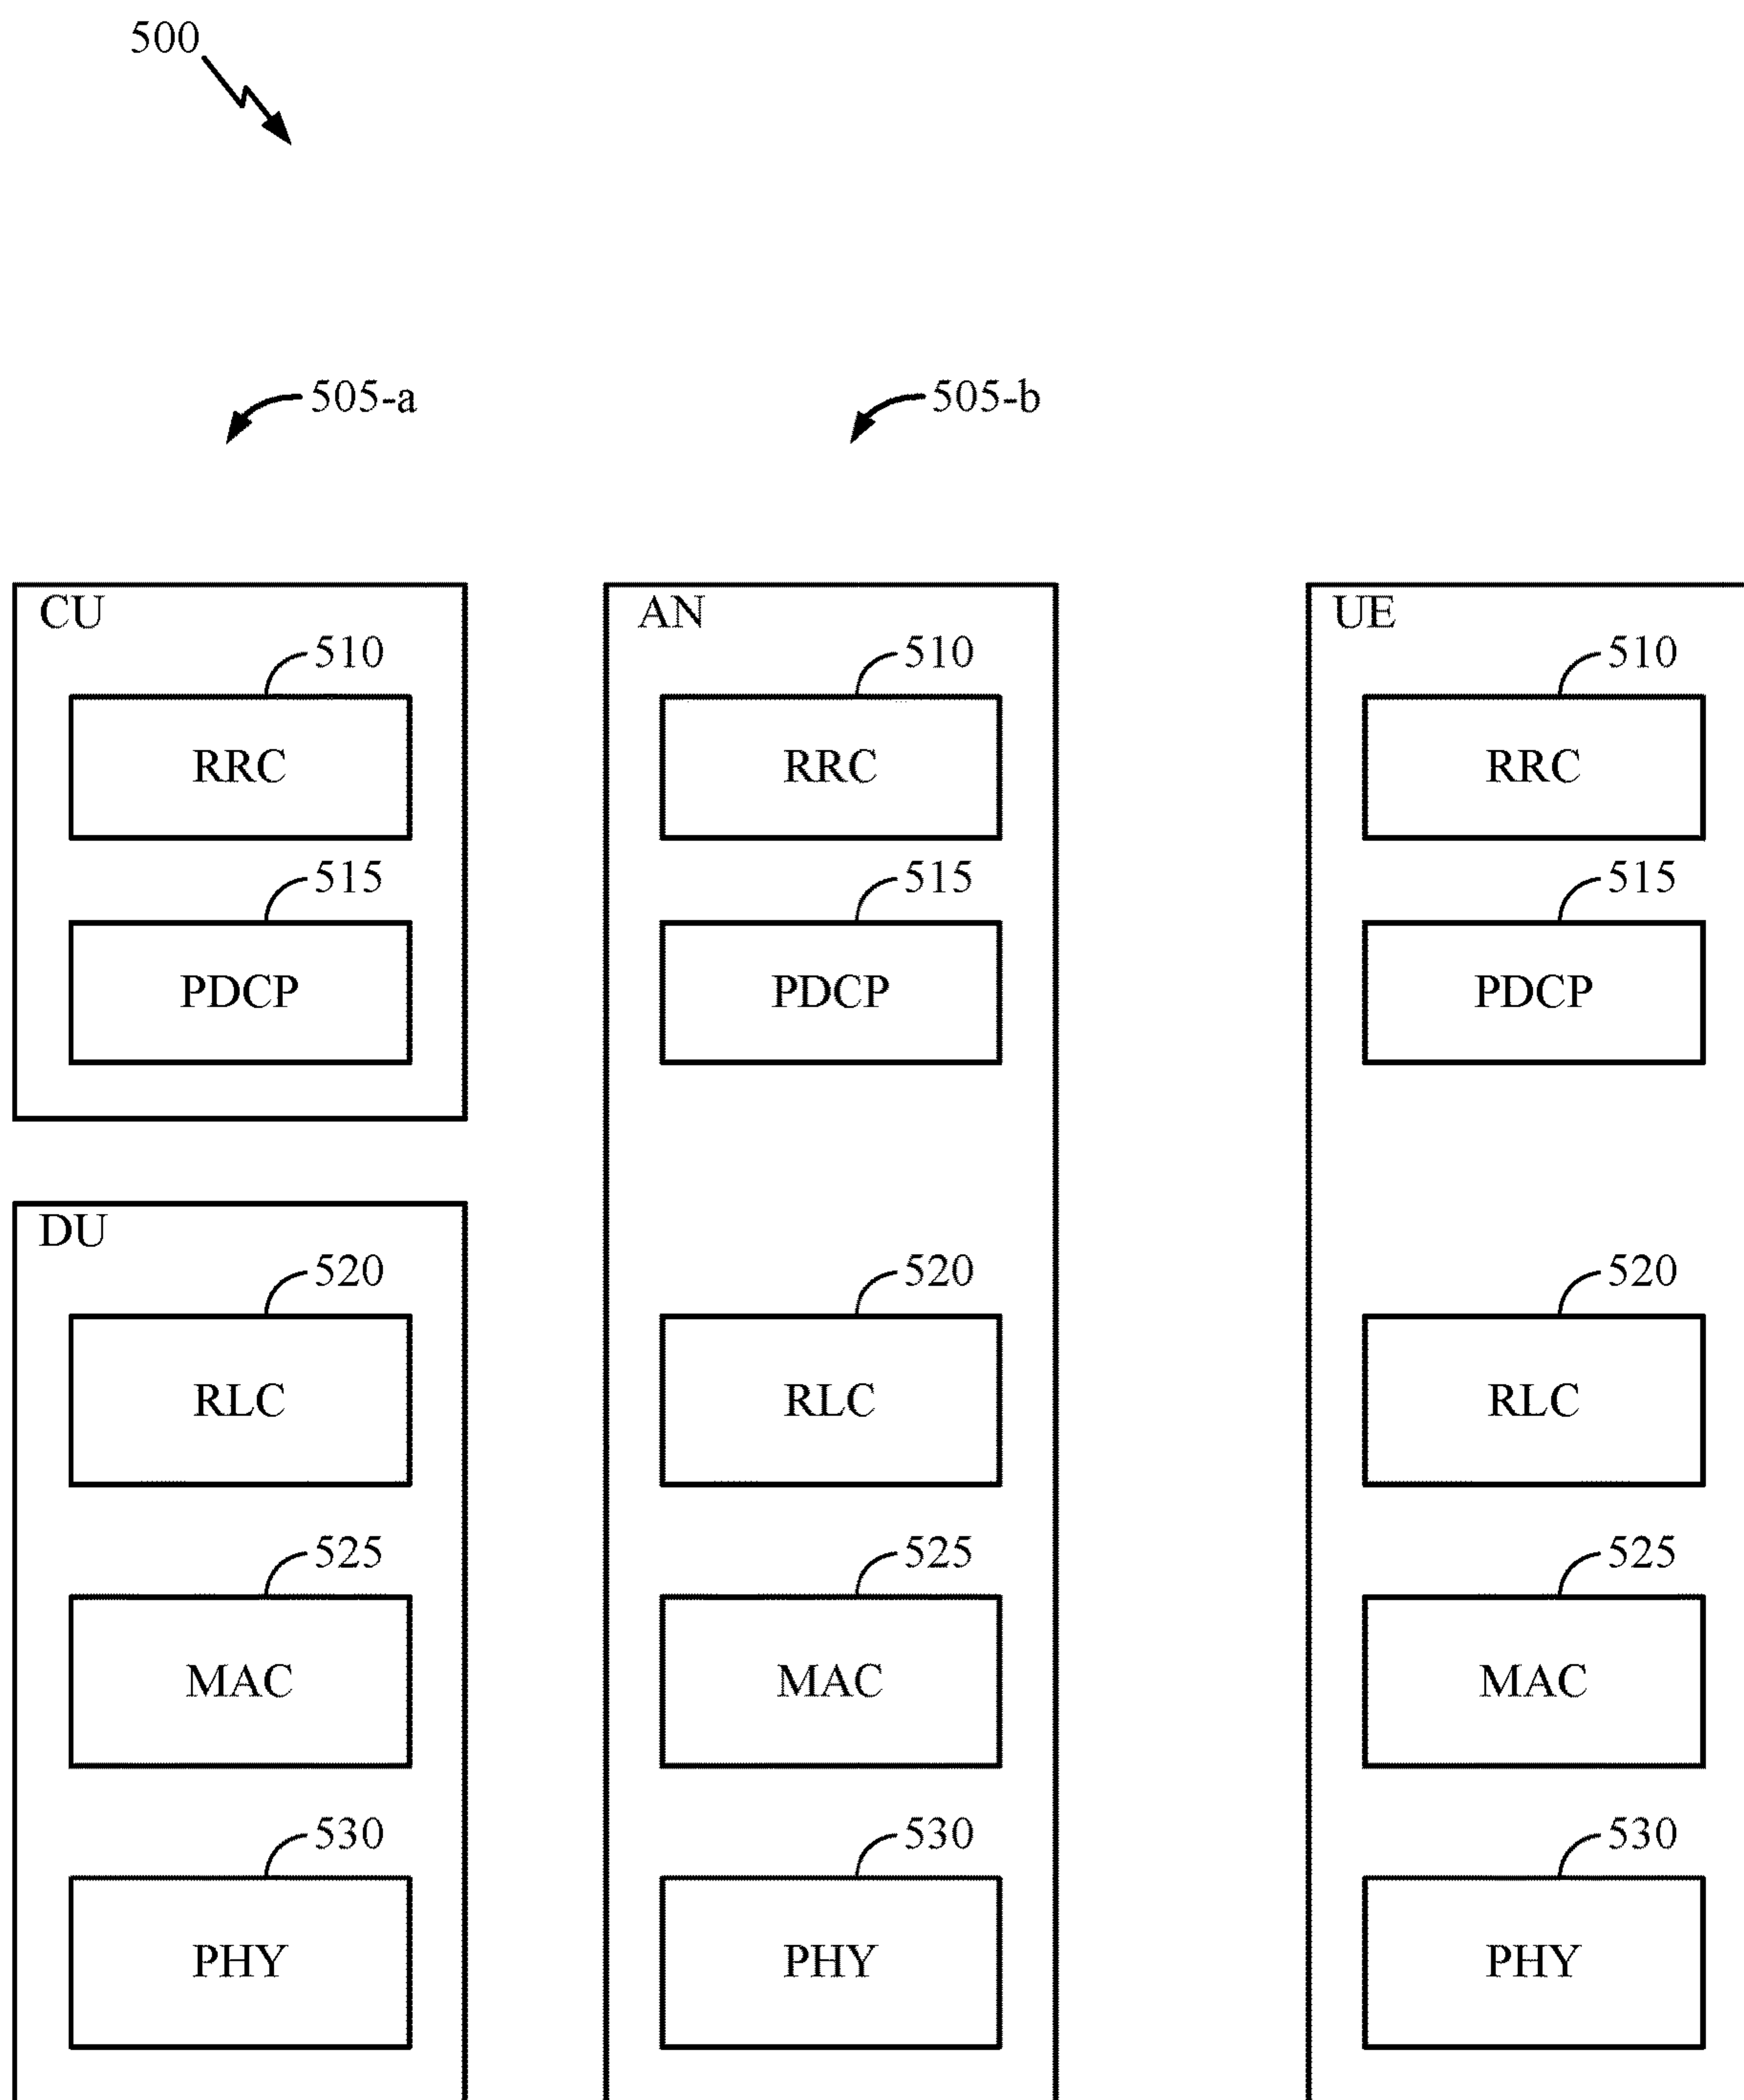 500
505-a 505-b
CU AN UE
510 510 510
RRC RRC RRC
515 515 515
PDCP PDCP PDCP
DU
520 520 520
RLC RLC RLC
525 525 525
MAC MAC MAC
530 530 530
PHY PHY PHY